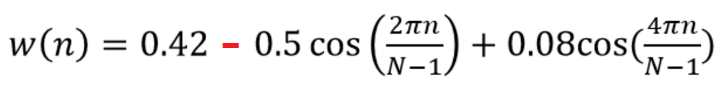 w(n) = 0.42 - 0.5 cos (2πn/N-1) + 0.08cos(4πn/N-1)